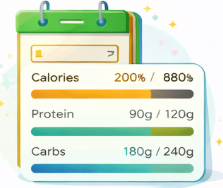 Calories 200% / 880%
Protein 90g / 120g
Carbs 180g / 240g